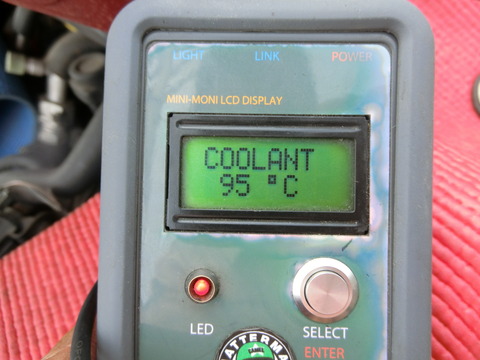 LIGHT LINK POWER
MINI-MONI LCD DISPLAY
COOLANT
95 °C
LED SELECT
ENTER